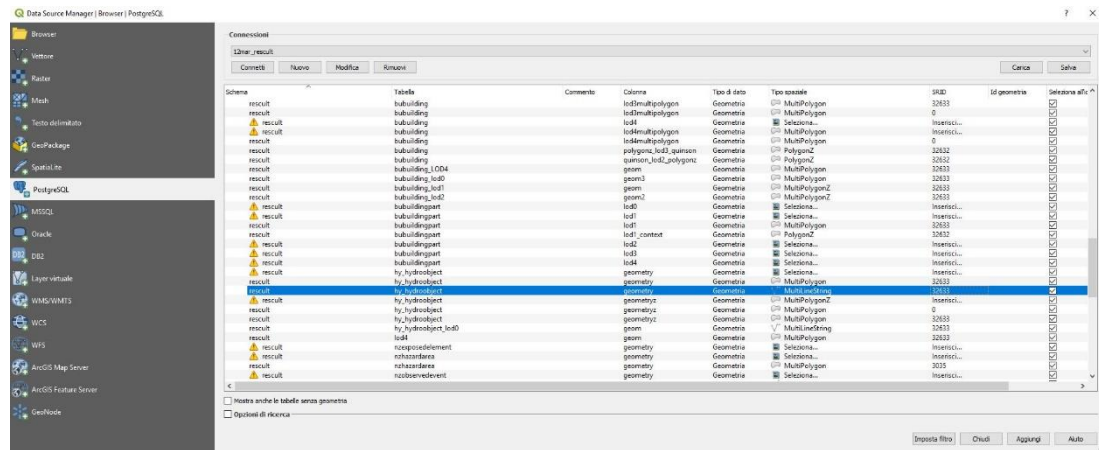 Data Source Manager | Browser | PostgreSQL
? ×
Browser
Vettore
Raster
Mesh
Testo delimitato
GeoPackage
SpatiaLite
PostgreSQL
MSSQL
Oracle
DB2
Layer virtuale
WMS/WMTS
WCS
WFS
ArcGIS Map Server
ArcGIS Feature Server
GeoNode
Connessioni
12mar_rescult
Connetti Nuovo Modifica Rimuovi Carica Salva
Schema Tabella Commento Colonna Tipo di dato Tipo spaziale SRID Id geometria Seleziona all'ic
rescult bubuilding lod3multipolygon Geometria MultiPolygon 32633
rescult bubuilding lod3multipolygon Geometria MultiPolygon 0
rescult bubuilding lod4 Geometria Seleziona... Inserisci...
rescult bubuilding lod4multipolygon Geometria MultiPolygon Inserisci...
rescult bubuilding lod4multipolygon Geometria MultiPolygon 0
rescult bubuilding polygonz_lod3_quinson Geometria PolygonZ 32632
rescult bubuilding quinson_lod2_polygonz Geometria PolygonZ 32632
rescult bubuilding_LOD4 geom Geometria MultiPolygon 32633
rescult bubuilding_lod0 geom3 Geometria MultiPolygon 32633
rescult bubuilding_lod1 geom Geometria MultiPolygonZ 32633
rescult bubuilding_lod2 geom2 Geometria MultiPolygonZ 32633
rescult bubuildingpart lod0 Geometria Seleziona... Inserisci...
rescult bubuildingpart lod1 Geometria Seleziona... Inserisci...
rescult bubuildingpart lod1 Geometria MultiPolygon 32633
rescult bubuildingpart lod1_context Geometria PolygonZ 32632
rescult bubuildingpart lod2 Geometria Seleziona... Inserisci...
rescult bubuildingpart lod3 Geometria Seleziona... Inserisci...
rescult bubuildingpart lod4 Geometria Seleziona... Inserisci...
rescult hy_hydroobject geometry Geometria Seleziona... Inserisci...
rescult hy_hydroobject geometry Geometria MultiPolygon 32633
rescult hy_hydroobject geometry Geometria MultiLineString 32633
rescult hy_hydroobject geometryz Geometria MultiPolygonZ Inserisci...
rescult hy_hydroobject geometryz Geometria MultiPolygon 0
rescult hy_hydroobject geometryz Geometria MultiPolygon 32633
rescult hy_hydroobject_lod0 geom Geometria MultiLineString 32633
rescult lod4 geom Geometria MultiPolygon 32633
rescult nzexposedelement geometry Geometria Seleziona... Inserisci...
rescult nzhazardarea geometry Geometria Seleziona... Inserisci...
rescult nzhazardarea geometry Geometria MultiPolygon 3035
rescult nzobservedevent geometry Geometria Seleziona... Inserisci...
Mostra anche le tabelle senza geometria
Opzioni di ricerca
Imposta filtro Chiudi Aggiungi Aiuto